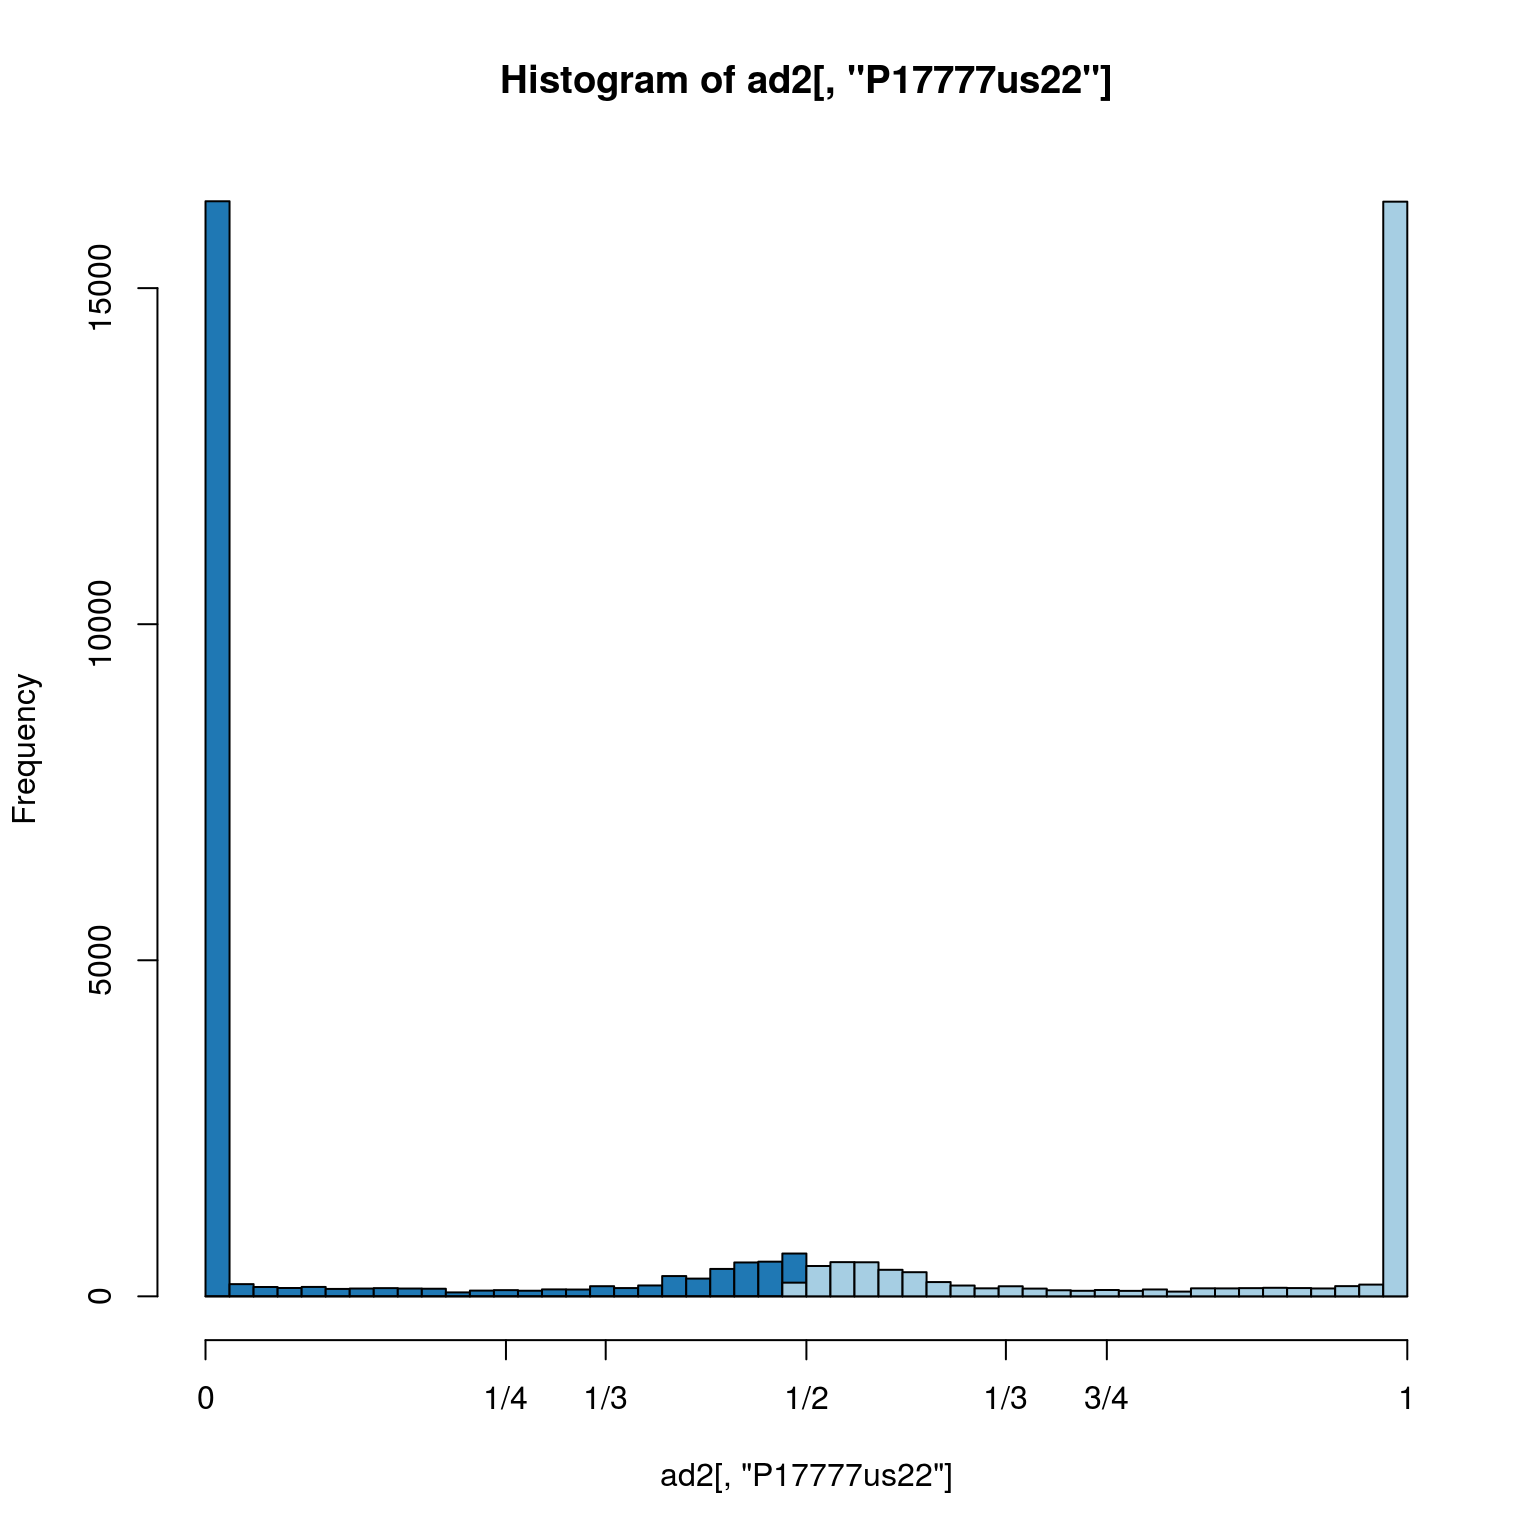 Histogram of ad2[, "P17777us22"]
15000
10000
5000
0
Frequency
0 1/4 1/3 1/2 1/3 3/4 1
ad2[, "P17777us22"]